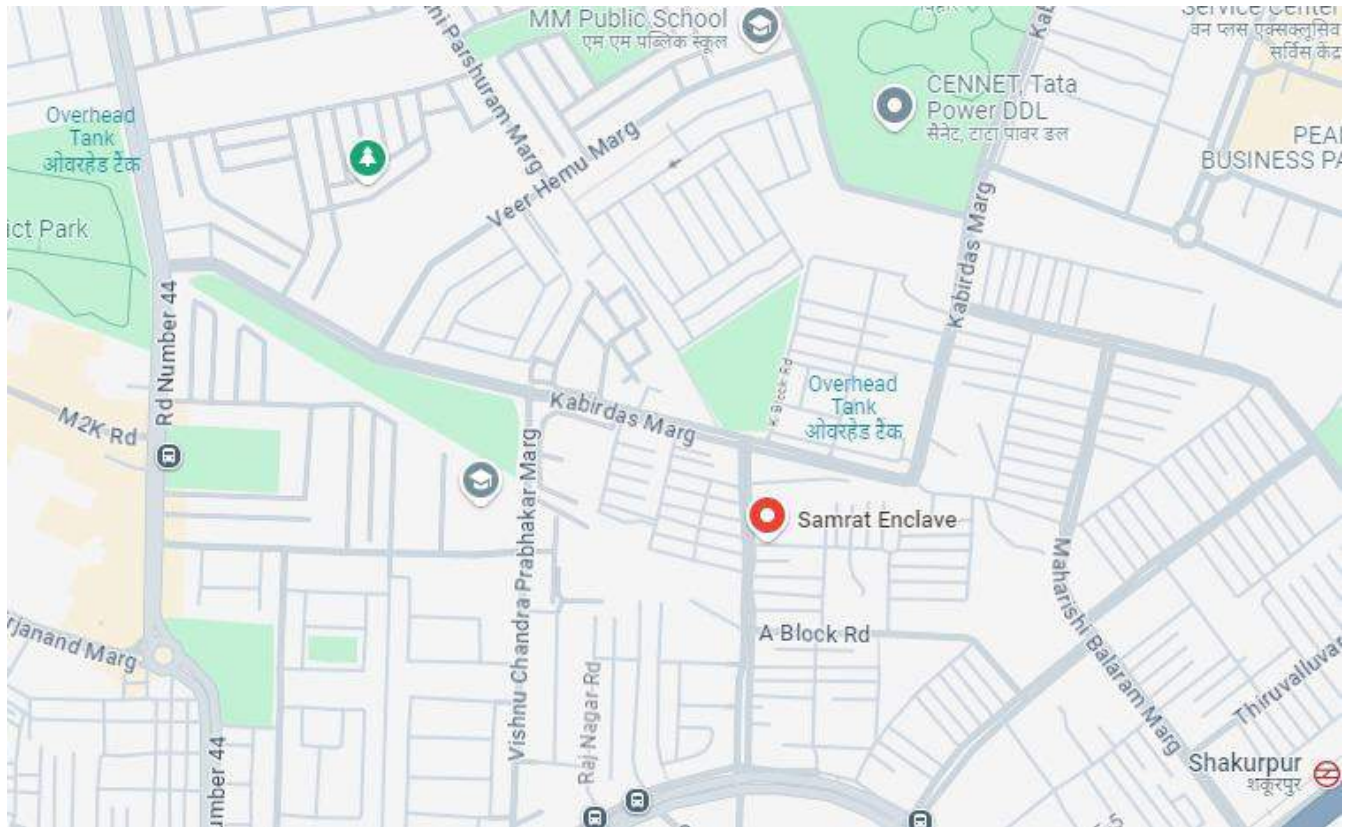 MM Public School
एम एम पब्लिक स्कूल
Service Center
वन प्लस एक्सक्लूसिव
सर्विस केंद्र
Parshuram Marg
CENNET, Tata
Power DDL
सेनेट, टाटा पावर डल
Overhead
Tank
ओवरहेड टैंक
PEA
BUSINESS PA
Veer Hemu Marg
ict Park
Kabirdas Marg
Rd Number 44
M2K Rd
K Block Rd
Overhead
Tank
ओवरहेड टैंक
Kabirdas Marg
Vishnu Chandra Prabhakar Marg
Samrat Enclave
Maharishi Balaram Marg
A Block Rd
rjanand Marg
Raj Nagar Rd
Thiruvalluvar
umber 44
Shakurpur
शकूरपुर